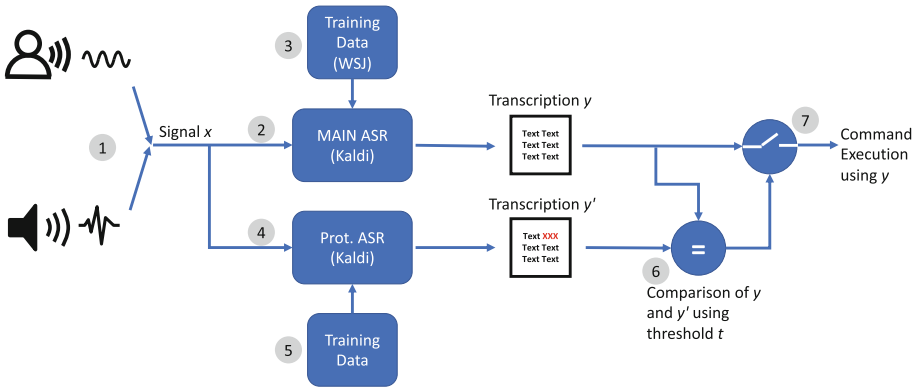 3
Training
Data
(WSJ)
1
Signal x
2
MAIN ASR
(Kaldi)
Transcription y
Text Text
Text Text
Text Text
7
Command
Execution
using y
4
Prot. ASR
(Kaldi)
Transcription y'
Text XXX
Text Text
Text Text
=
6
Comparison of y
and y' using
threshold t
5
Training
Data